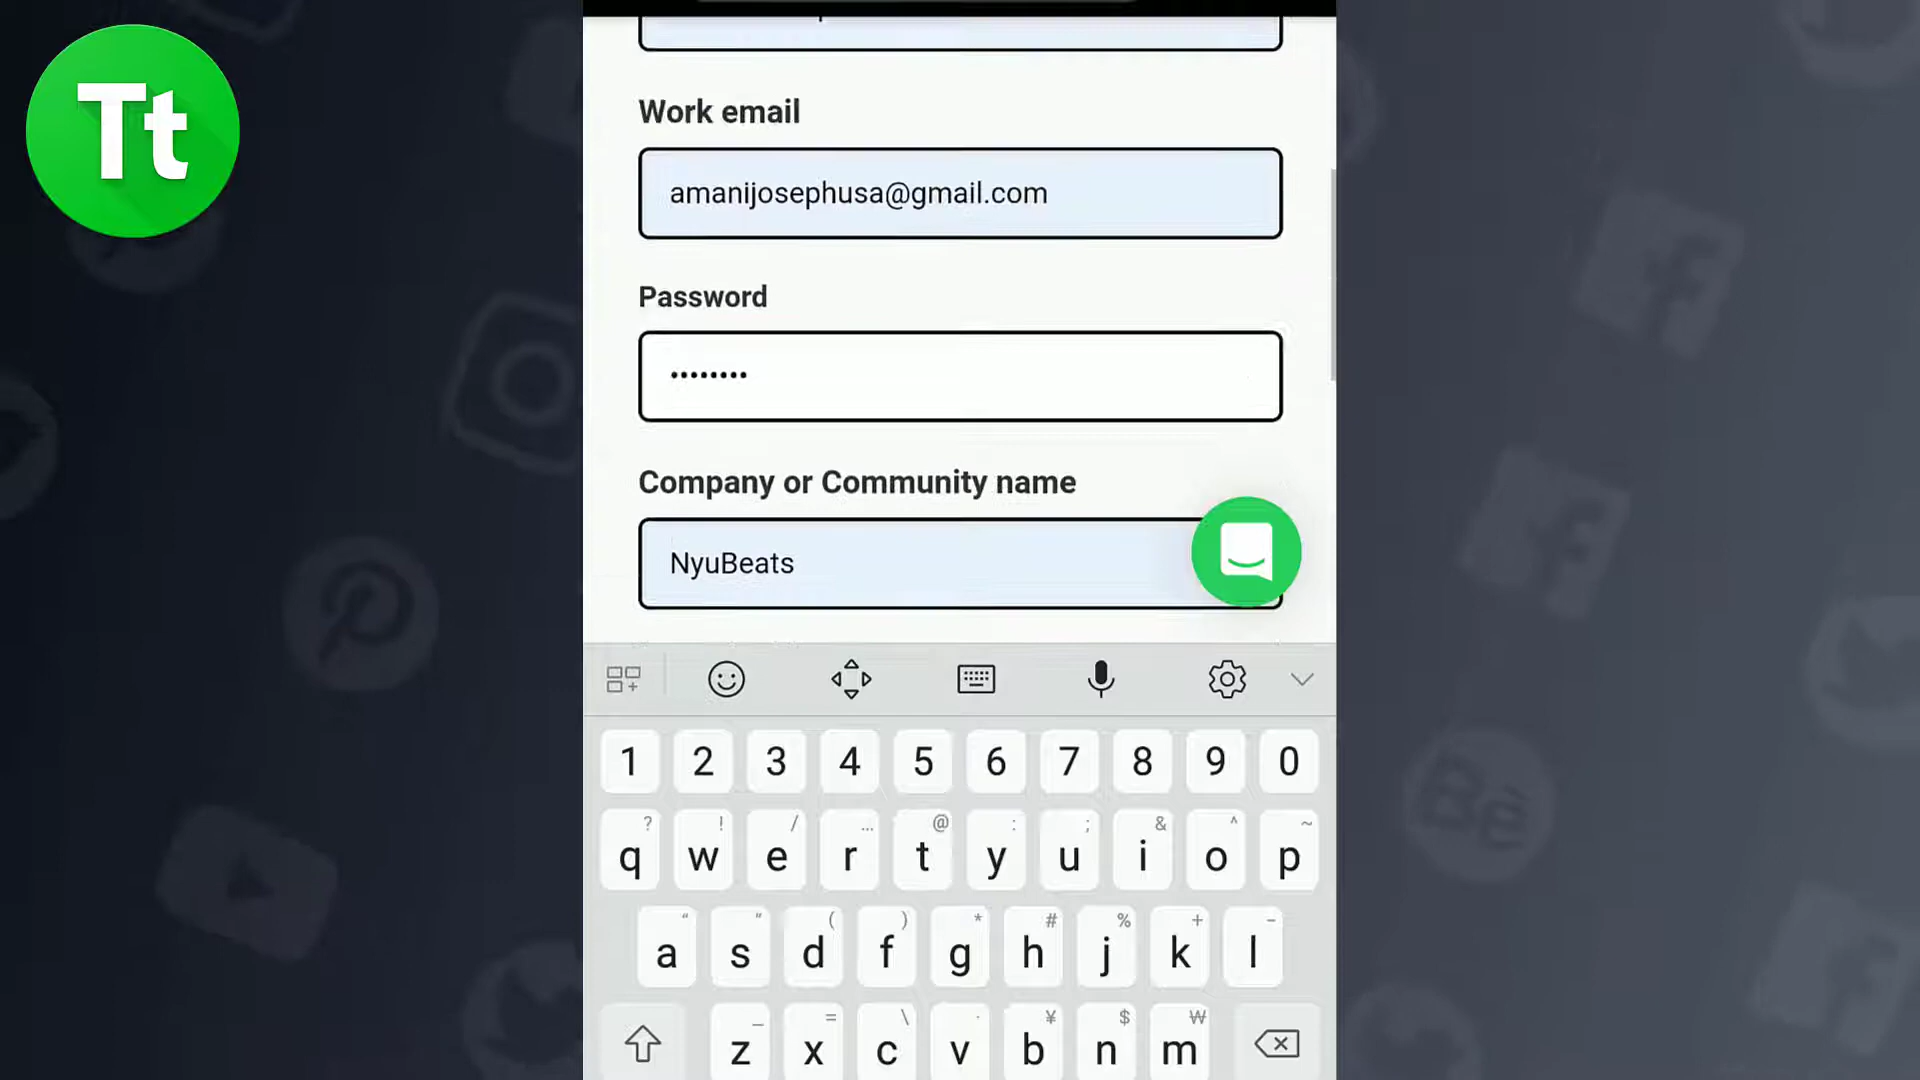 Tt
Work email
amanijosephusa@gmail.com
Password
••••••••
Company or Community name
NyuBeats
1 2 3 4 5 6 7 8 9 0
? ! / ... @ : ; & ^ ~
q w e r t y u i o p
" " ( ) * # % + -
a s d f g h j k l
_ = \ · ¥ $ ₩
z x c v b n m
Bē